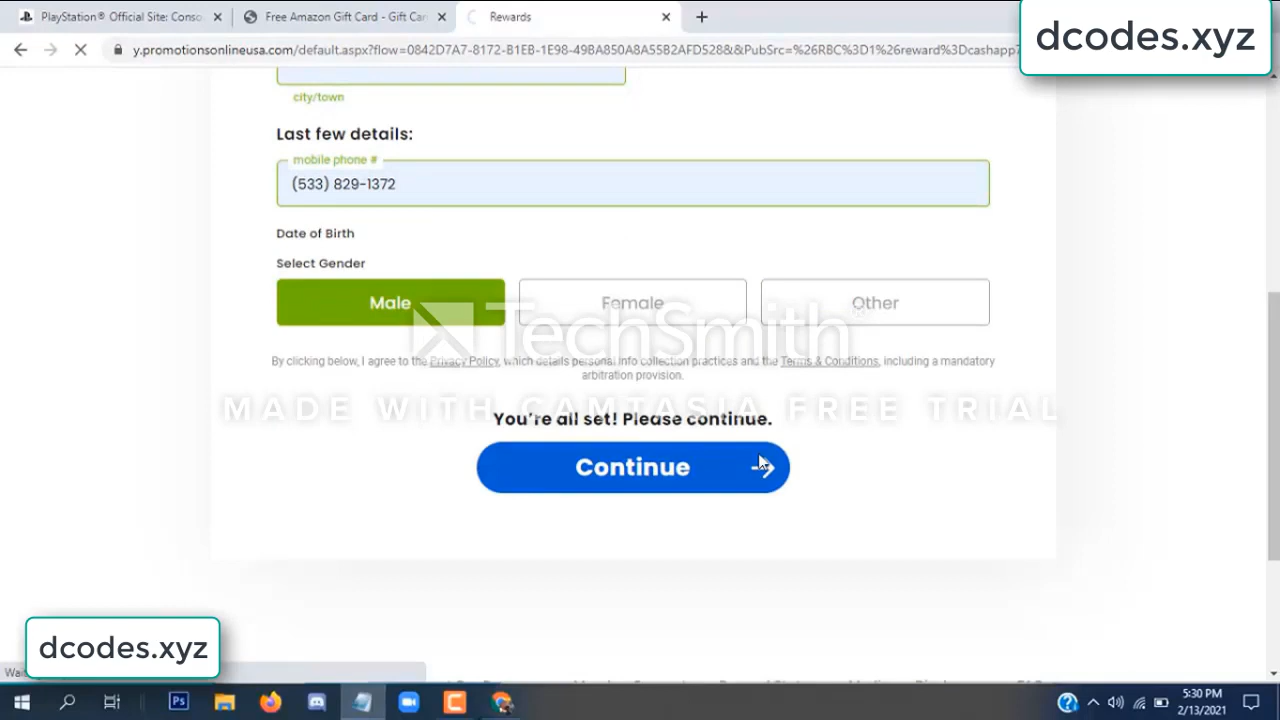 PlayStation® Official Site: Conso
Free Amazon Gift Card - Gift Car
Rewards
y.promotionsonlineusa.com/default.aspx?flow=0842D7A7-8172-B1EB-1E98-49BA850A8A55B2AFD528&&PubSrc=%26RBC%3D1%26reward%3Dcashapp7
dcodes.xyz
city/town
Last few details:
mobile phone #
(533) 829-1372
Date of Birth
Select Gender
Male
Female
Other
TechSmith
By clicking below, I agree to the Privacy Policy, which details personal info collection practices and the Terms & Conditions, including a mandatory
arbitration provision.
MADE WITH CAMTASIA FREE TRIAL
You're all set! Please continue.
Continue
dcodes.xyz
Ps
5:30 PM
2/13/2021